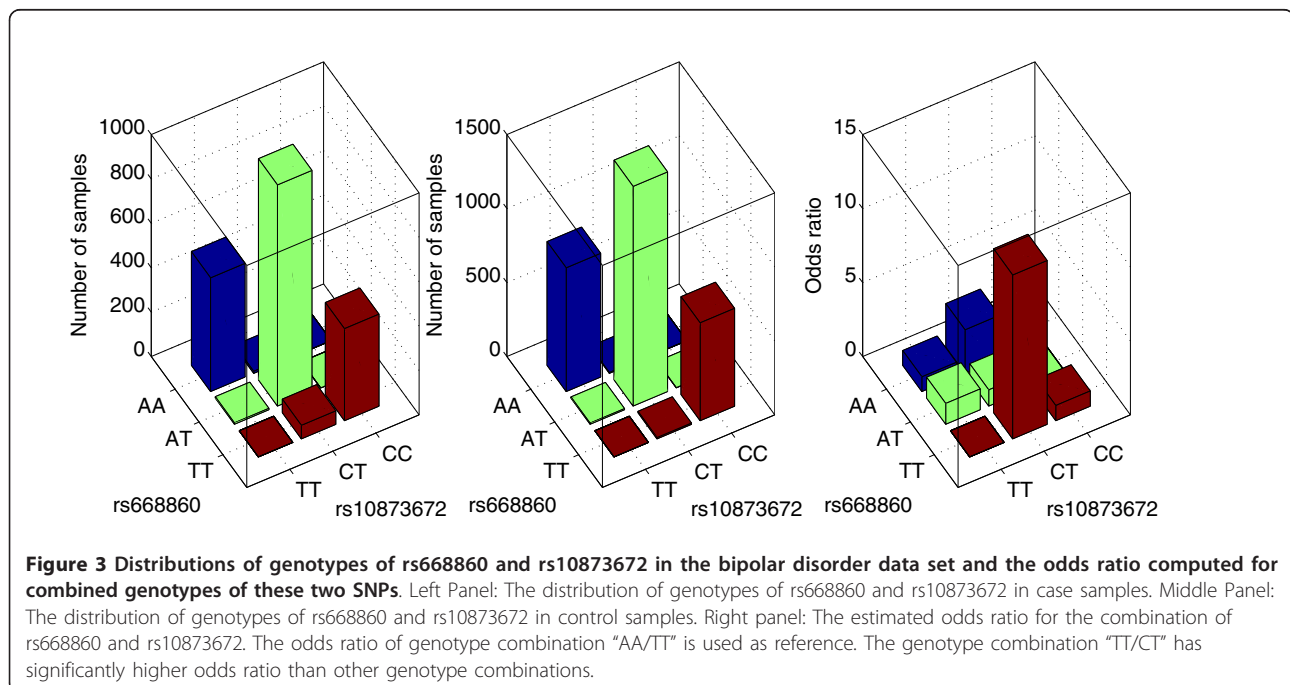 1000
800
600
400
200
0
Number of samples
AA
AT
TT
rs668860
TT
CT
CC
rs10873672
1500
1000
500
0
Number of samples
AA
AT
TT
rs668860
TT
CT
CC
rs10873672
15
10
5
0
Odds ratio
AA
AT
TT
rs668860
TT
CT
CC
rs10873672
Figure 3 Distributions of genotypes of rs668860 and rs10873672 in the bipolar disorder data set and the odds ratio computed for
combined genotypes of these two SNPs. Left Panel: The distribution of genotypes of rs668860 and rs10873672 in case samples. Middle Panel:
The distribution of genotypes of rs668860 and rs10873672 in control samples. Right panel: The estimated odds ratio for the combination of
rs668860 and rs10873672. The odds ratio of genotype combination “AA/TT” is used as reference. The genotype combination “TT/CT” has
significantly higher odds ratio than other genotype combinations.